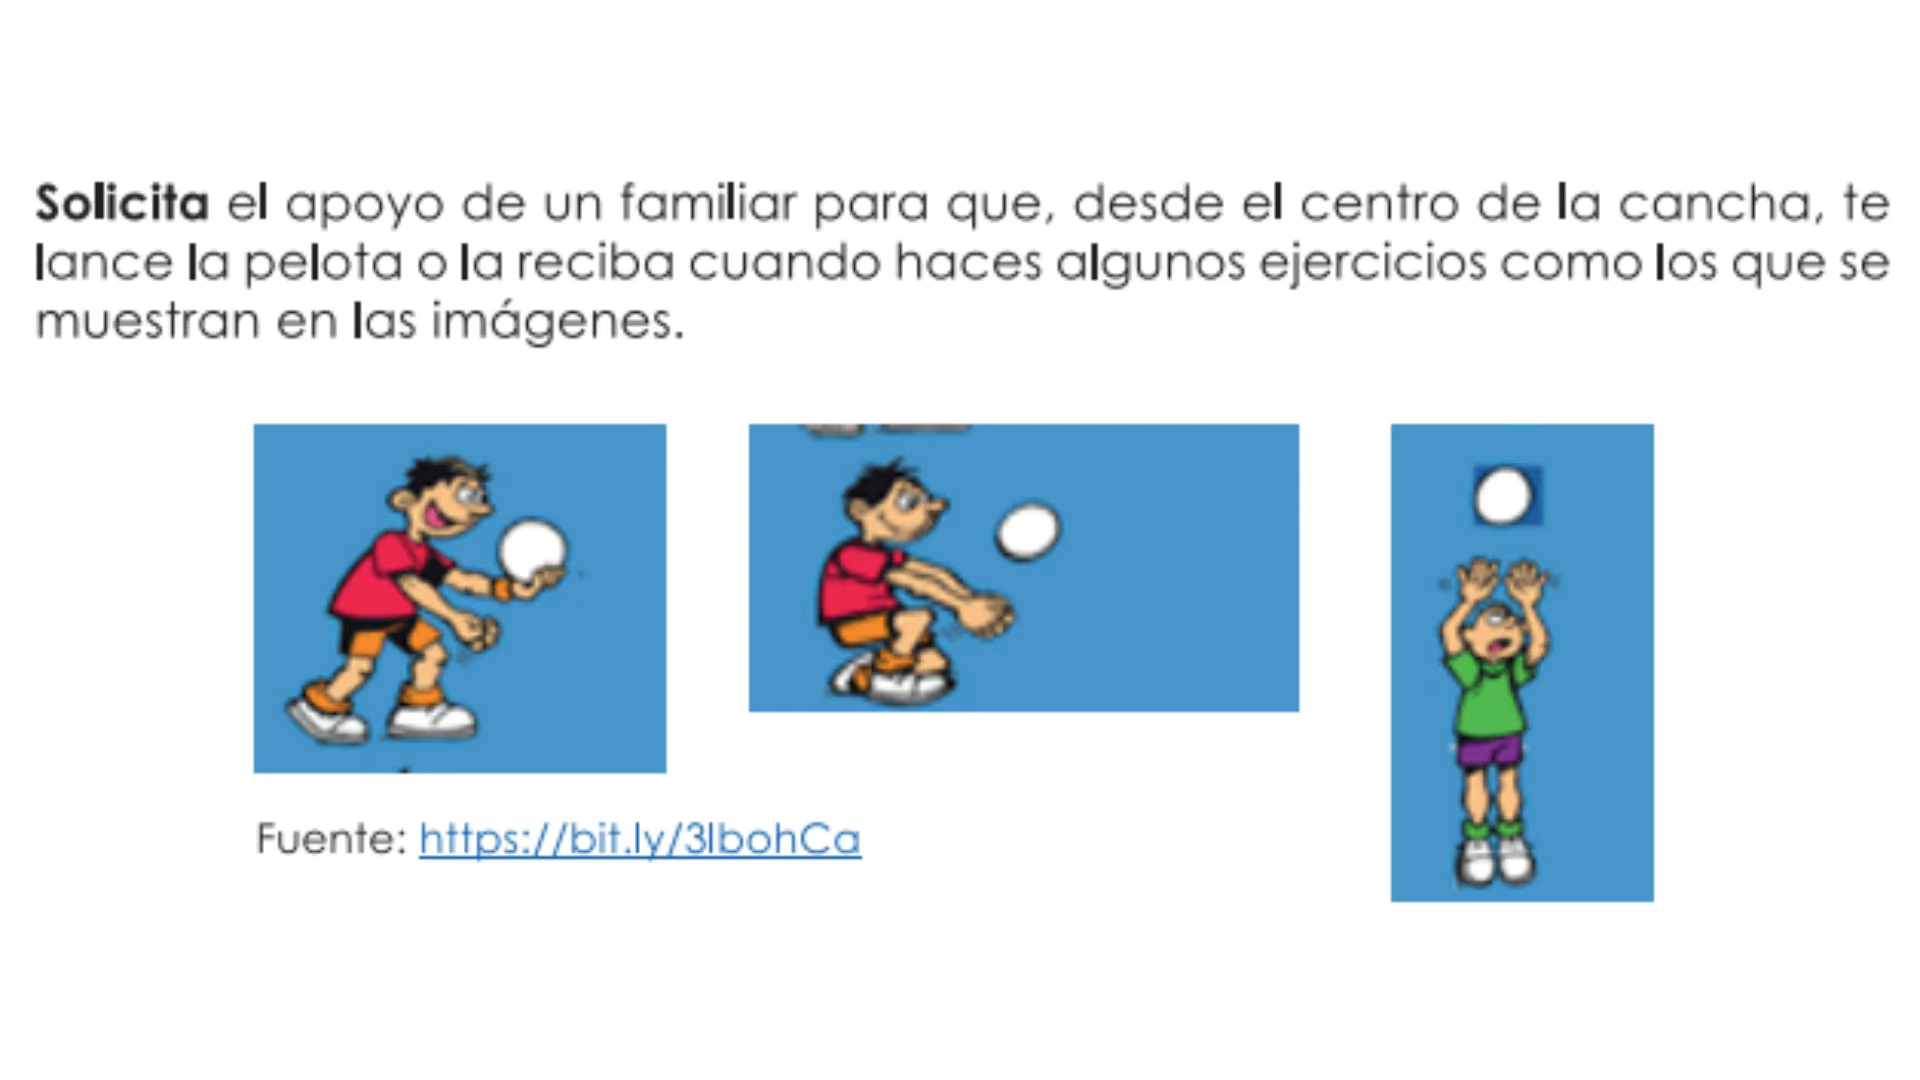 Solicita el apoyo de un familiar para que, desde el centro de la cancha, te
lance la pelota o la reciba cuando haces algunos ejercicios como los que se
muestran en las imágenes.
Fuente: https://bit.ly/3lbohCa